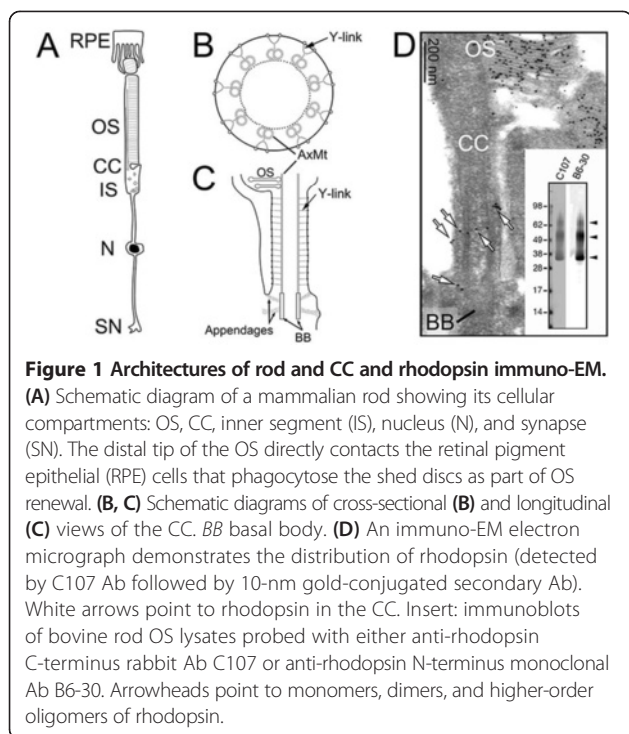 A
RPE
OS
CC
IS
N
SN
B
Y-link
AxMt
C
OS
Y-link
Appendages
BB
D
200 nm
OS
CC
BB
C107
B6-30
98
62
49
38
28
17
14
Figure 1 Architectures of rod and CC and rhodopsin immuno-EM.
(A) Schematic diagram of a mammalian rod showing its cellular
compartments: OS, CC, inner segment (IS), nucleus (N), and synapse
(SN). The distal tip of the OS directly contacts the retinal pigment
epithelial (RPE) cells that phagocytose the shed discs as part of OS
renewal. (B, C) Schematic diagrams of cross-sectional (B) and longitudinal
(C) views of the CC. BB basal body. (D) An immuno-EM electron
micrograph demonstrates the distribution of rhodopsin (detected
by C107 Ab followed by 10-nm gold-conjugated secondary Ab).
White arrows point to rhodopsin in the CC. Insert: immunoblots
of bovine rod OS lysates probed with either anti-rhodopsin
C-terminus rabbit Ab C107 or anti-rhodopsin N-terminus monoclonal
Ab B6-30. Arrowheads point to monomers, dimers, and higher-order
oligomers of rhodopsin.